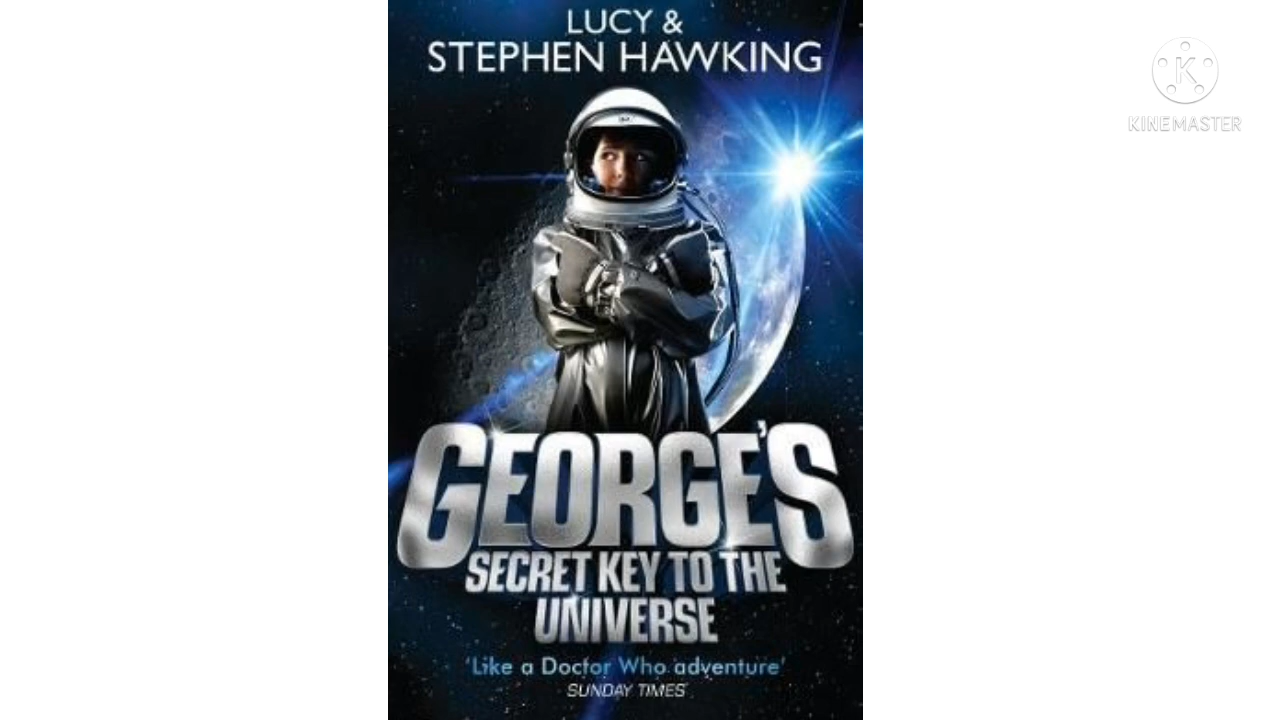 LUCY &
STEPHEN HAWKING
GEORGE'S
SECRET KEY TO THE
UNIVERSE
'Like a Doctor Who adventure'
SUNDAY TIMES
K
KINEMASTER